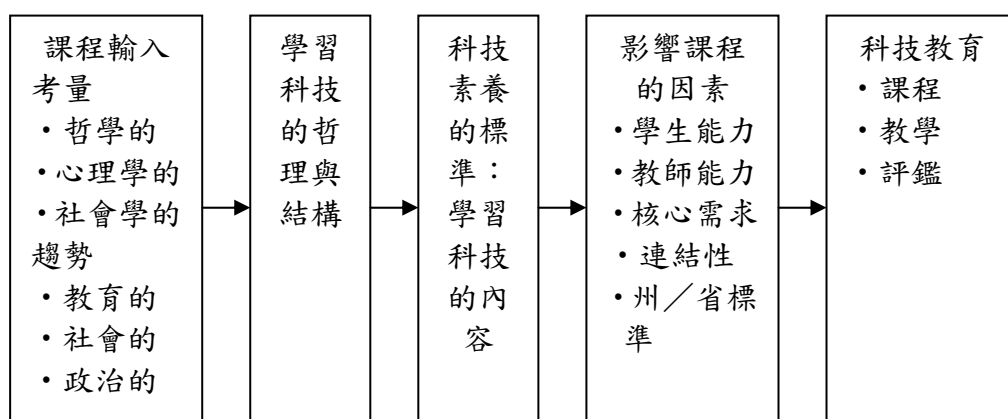 課程輸入
考量
・哲學的
・心理學的
・社會學的
趨勢
・教育的
・社會的
・政治的
學習
科技
的哲
理與
結構
科技
素養
的標
準：
學習
科技
的內
容
影響課程
的因素
・學生能力
・教師能力
・核心需求
・連結性
・州／省標
準
科技教育
・課程
・教學
・評鑑